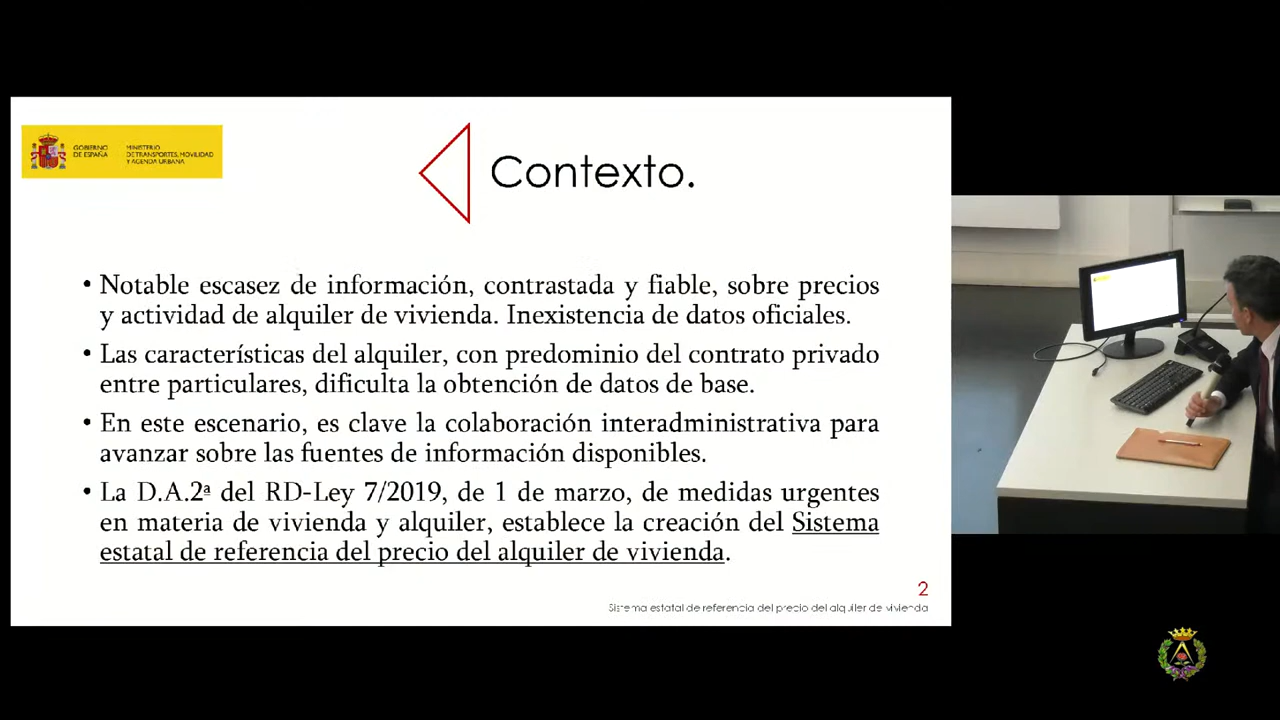 GOBIERNO
DE ESPAÑA
MINISTERIO
DE TRANSPORTES, MOVILIDAD
Y AGENDA URBANA
Contexto.
• Notable escasez de información, contrastada y fiable, sobre precios
y actividad de alquiler de vivienda. Inexistencia de datos oficiales.
• Las características del alquiler, con predominio del contrato privado
entre particulares, dificulta la obtención de datos de base.
• En este escenario, es clave la colaboración interadministrativa para
avanzar sobre las fuentes de información disponibles.
• La D.A.2ª del RD-Ley 7/2019, de 1 de marzo, de medidas urgentes
en materia de vivienda y alquiler, establece la creación del Sistema
estatal de referencia del precio del alquiler de vivienda.
2
Sistema estatal de referencia del precio del alquiler de vivienda